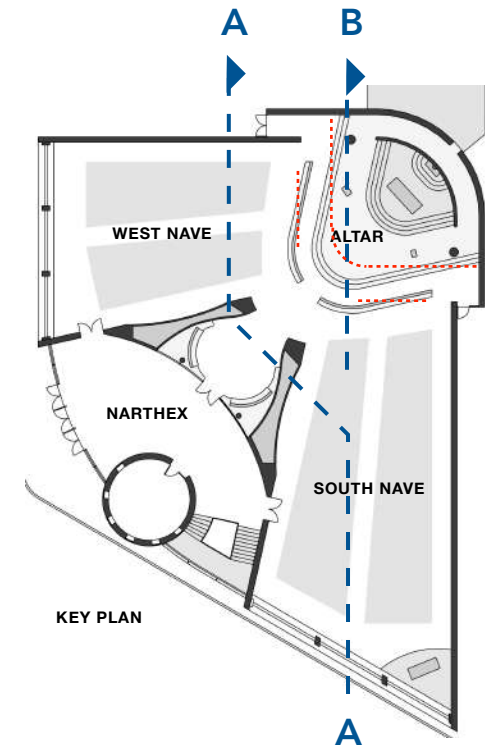 A
B
WEST NAVE
ALTAR
NARTHEX
SOUTH NAVE
KEY PLAN
A